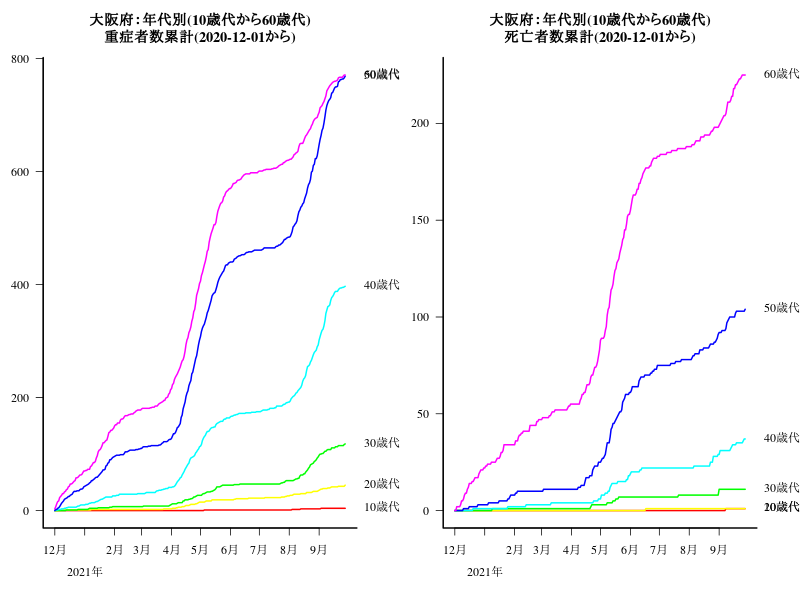 大阪府：年代別(10歳代から60歳代)
重症者数累計(2020-12-01から)
800
600
400
200
0
60歳代
40歳代
30歳代
20歳代
10歳代
12月
2月
3月
4月
5月
6月
7月
8月
9月
2021年
大阪府：年代別(10歳代から60歳代)
死亡者数累計(2020-12-01から)
200
150
100
50
0
60歳代
50歳代
40歳代
30歳代
12月
2月
3月
4月
5月
6月
7月
8月
9月
2021年